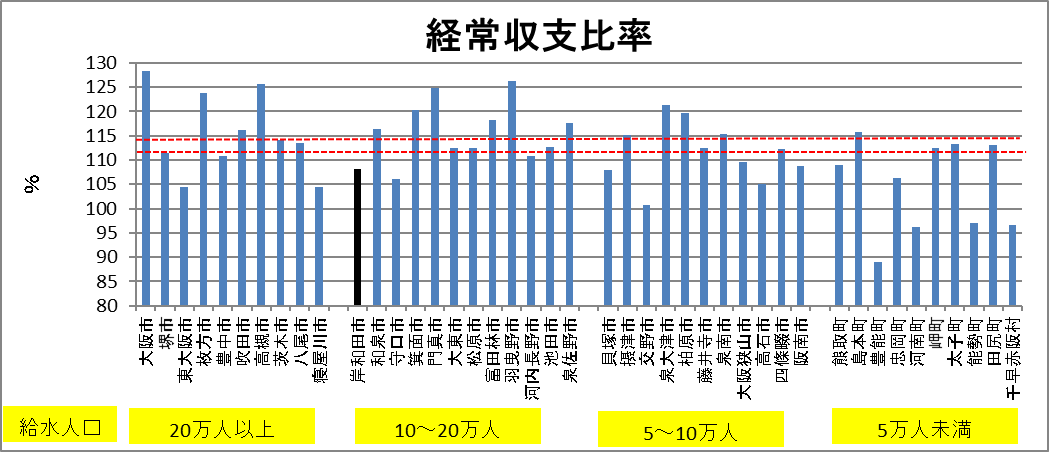 経常収支比率
%
130
125
120
115
110
105
100
95
90
85
80
大阪市
堺市
東大阪市
枚方市
豊中市
吹田市
高槻市
茨木市
八尾市
寝屋川市
岸和田市
和泉市
守口市
箕面市
門真市
大東市
松原市
富田林市
羽曳野市
河内長野市
池田市
泉佐野市
貝塚市
摂津市
交野市
泉大津市
柏原市
藤井寺市
泉南市
大阪狭山市
高石市
四條畷市
阪南市
熊取町
島本町
豊能町
忠岡町
河南町
岬町
太子町
能勢町
田尻町
千早赤阪村
給水人口
20万人以上
10～20万人
5～10万人
5万人未満